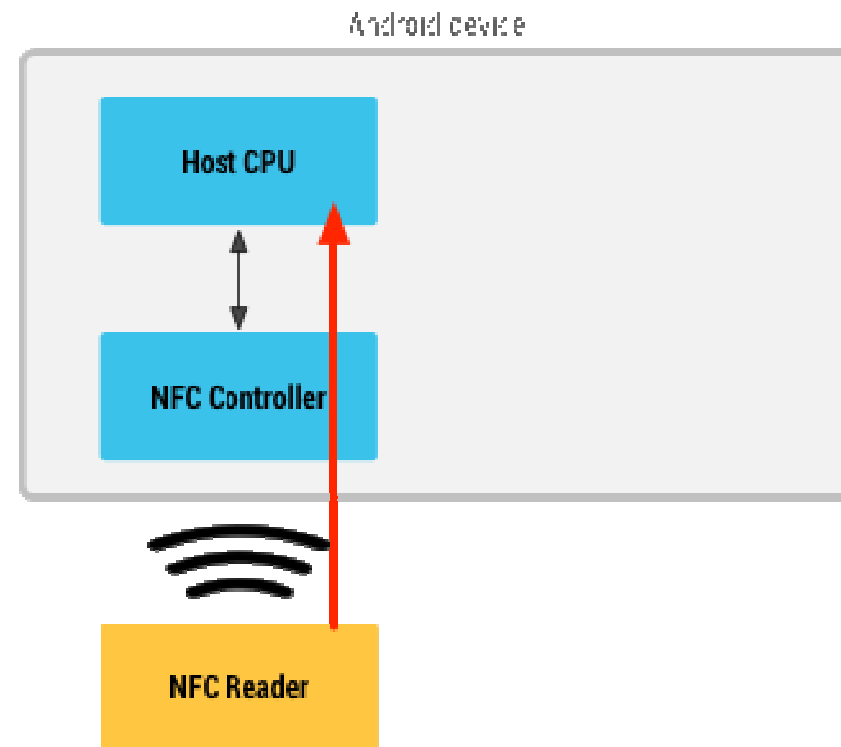 Android device
Host CPU
NFC Controller
NFC Reader